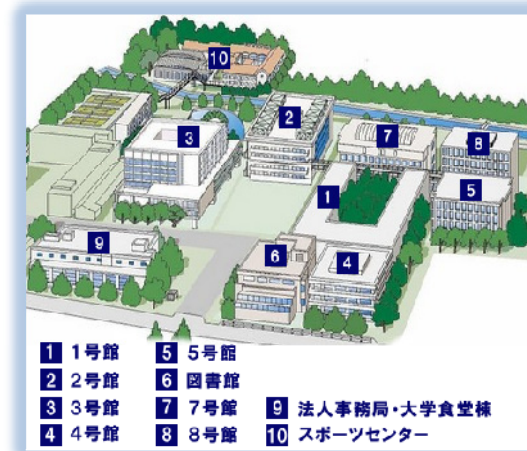 10
2
3
7
8
1
5
6
4
9
1 1号館
2 2号館
3 3号館
4 4号館
5 5号館
6 図書館
7 7号館
8 8号館
9 法人事務局・大学食堂棟
10 スポーツセンター